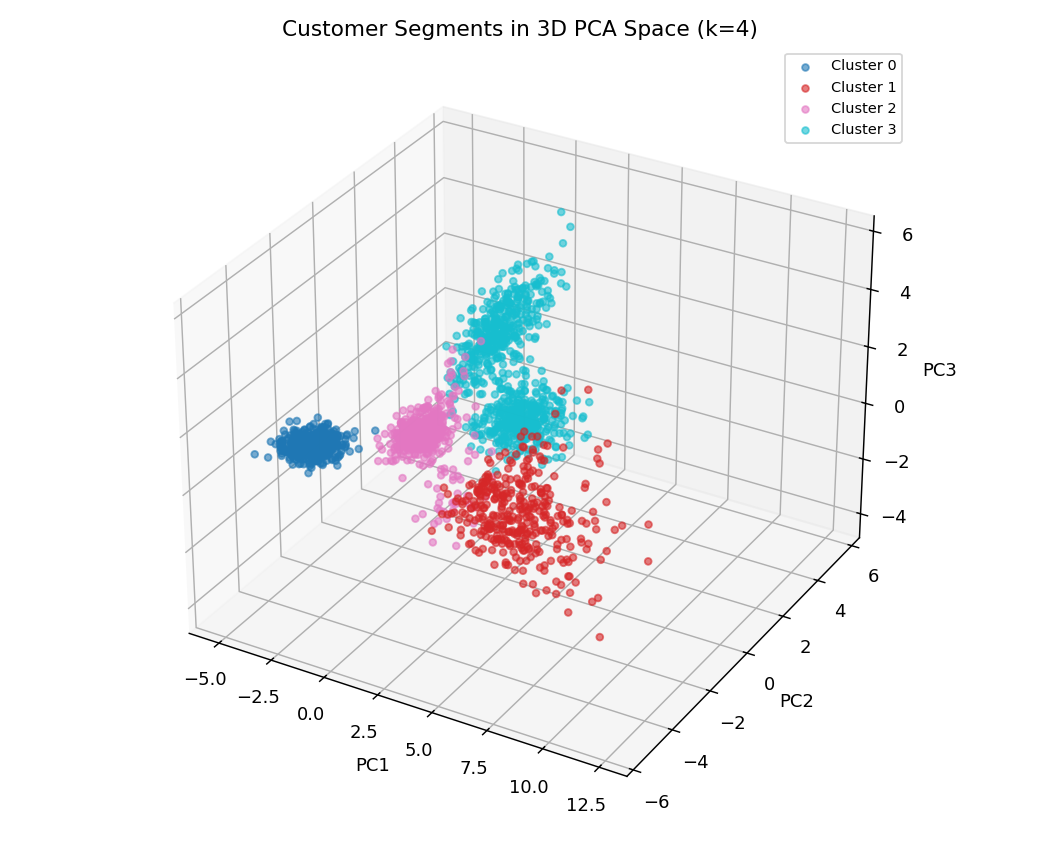 Customer Segments in 3D PCA Space (k=4)
Cluster 0
Cluster 1
Cluster 2
Cluster 3
6
4
2
0
−2
−4
PC3
6
4
2
0
−2
−4
−6
PC2
−5.0
−2.5
0.0
2.5
5.0
7.5
10.0
12.5
PC1